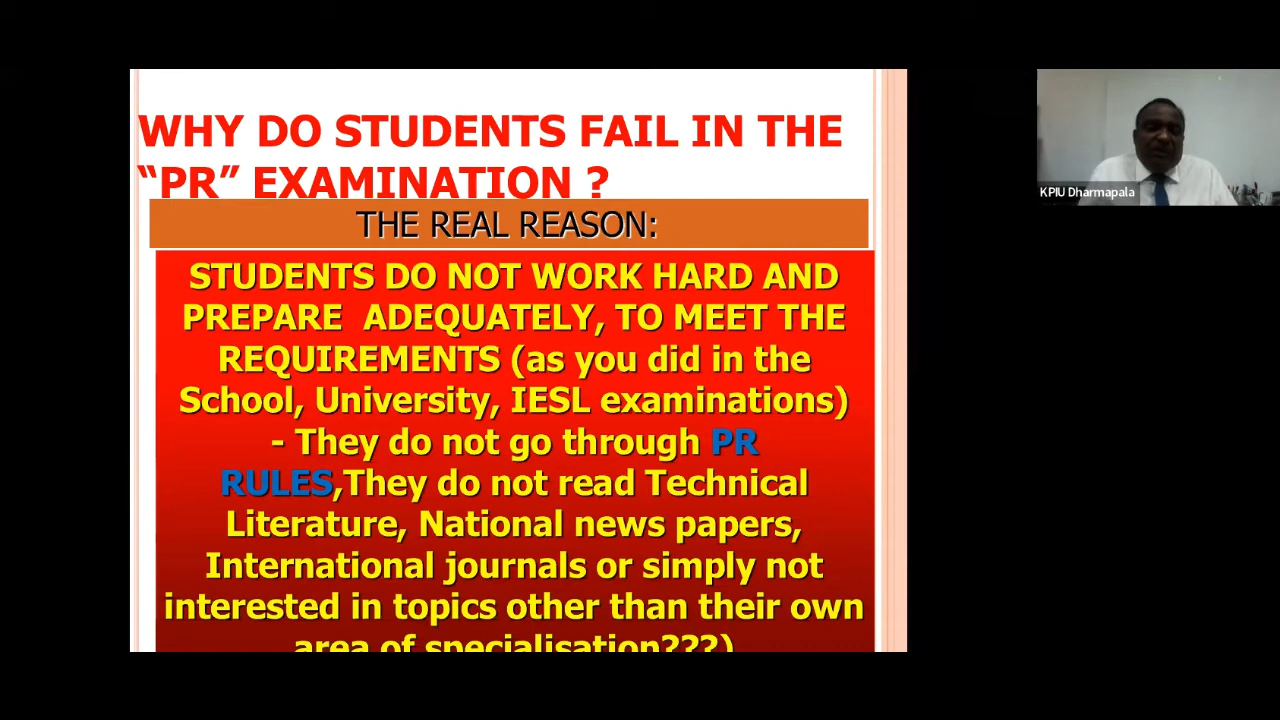 WHY DO STUDENTS FAIL IN THE
“PR” EXAMINATION ?
THE REAL REASON:
STUDENTS DO NOT WORK HARD AND
PREPARE ADEQUATELY, TO MEET THE
REQUIREMENTS (as you did in the
School, University, IESL examinations)
- They do not go through PR
RULES,They do not read Technical
Literature, National news papers,
International journals or simply not
interested in topics other than their own
area of specialisation???)
KPIU Dharmapala